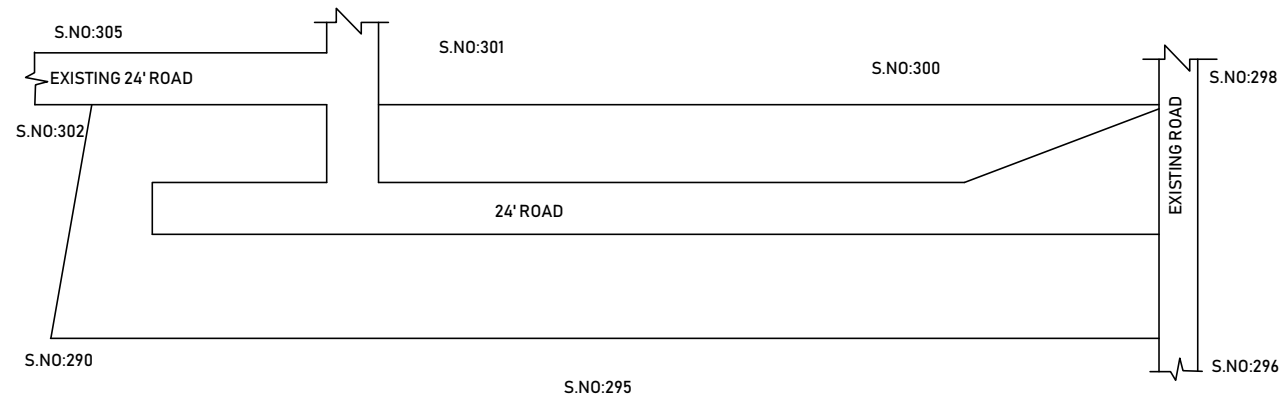 S.NO:305
S.NO:301
S.NO:300
S.NO:298
EXISTING 24' ROAD
S.NO:302
EXISTING ROAD
24' ROAD
S.NO:290
S.NO:296
S.NO:295